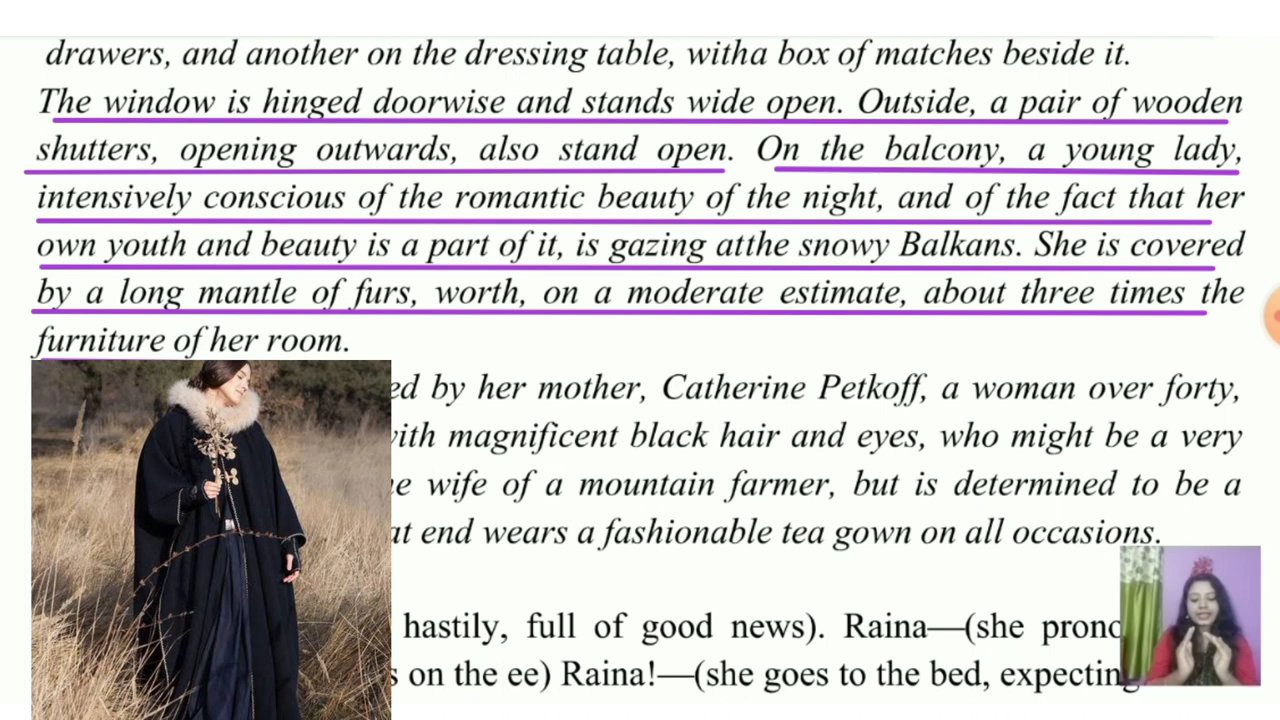 drawers, and another on the dressing table, witha box of matches beside it.
The window is hinged doorwise and stands wide open. Outside, a pair of wooden
shutters, opening outwards, also stand open. On the balcony, a young lady,
intensively conscious of the romantic beauty of the night, and of the fact that her
own youth and beauty is a part of it, is gazing atthe snowy Balkans. She is covered
by a long mantle of furs, worth, on a moderate estimate, about three times the
furniture of her room.
ed by her mother, Catherine Petkoff, a woman over forty,
with magnificent black hair and eyes, who might be a very
wife of a mountain farmer, but is determined to be a
at end wears a fashionable tea gown on all occasions.
hastily, full of good news). Raina—(she prono
s on the ee) Raina!—(she goes to the bed, expecting